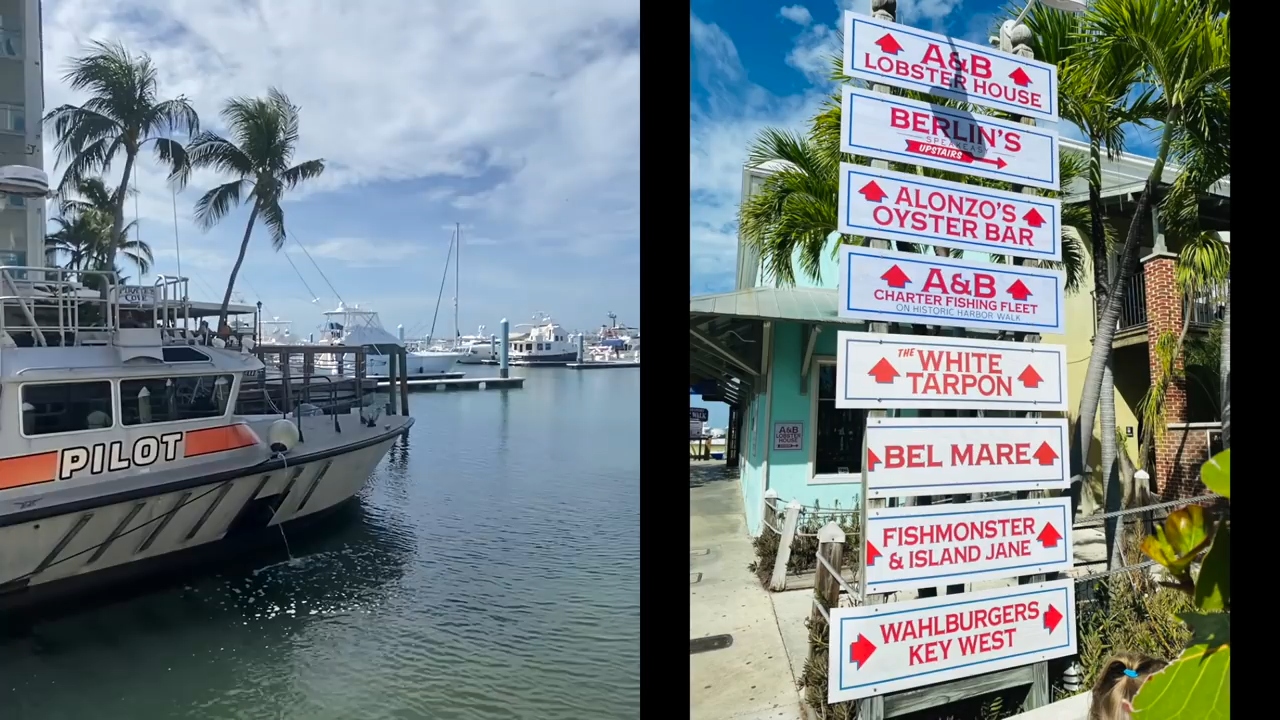 PILOT
A&B
LOBSTER HOUSE
BERLIN'S
SPEAKEASY
UPSTAIRS
ALONZO'S
OYSTER BAR
A&B
CHARTER FISHING FLEET
ON HISTORIC HARBOR WALK
THE WHITE
TARPON
BEL MARE
FISHMONSTER
& ISLAND JANE
WAHLBURGERS
KEY WEST
A&B
LOBSTER
HOUSE